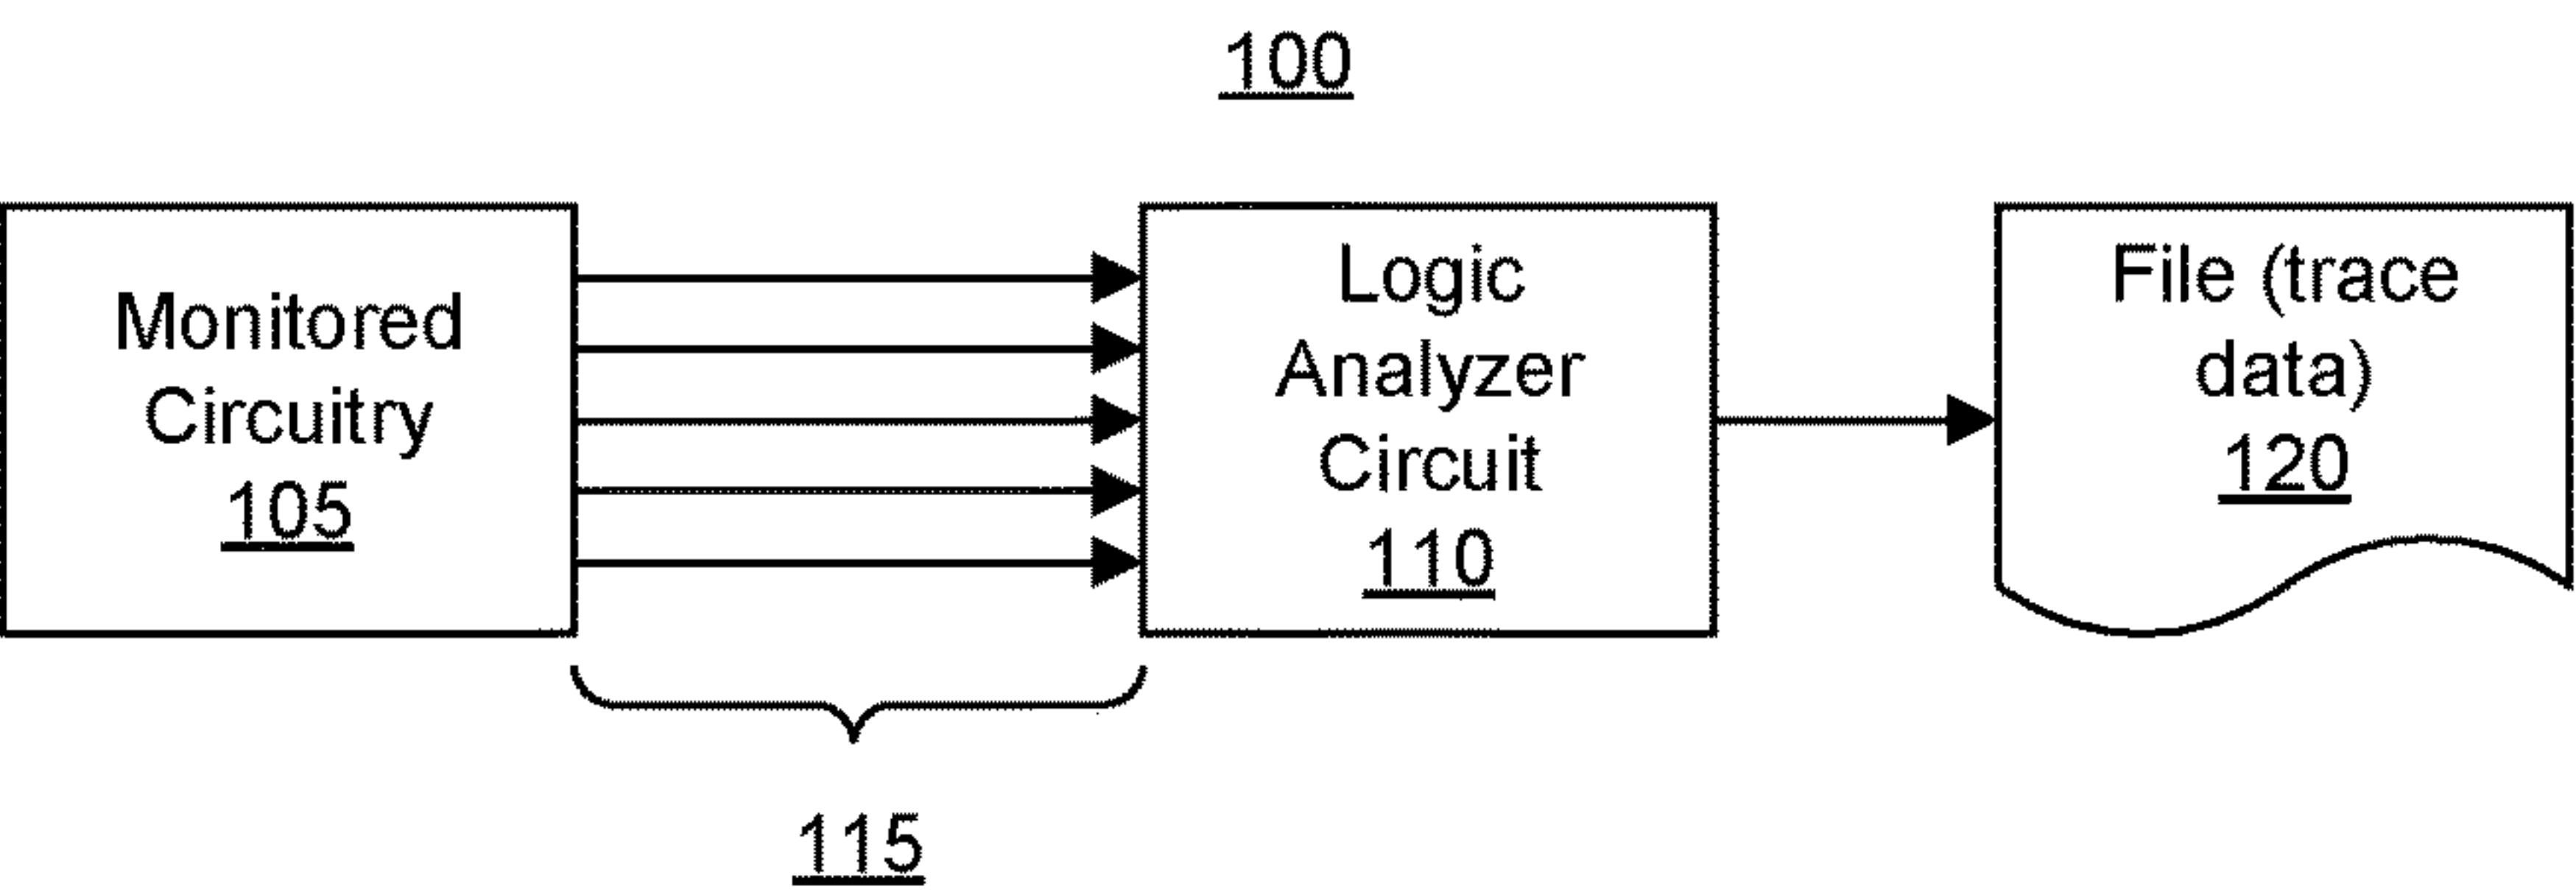 100
Monitored
Circuitry
105
Logic
Analyzer
Circuit
110
File (trace
data)
120
115